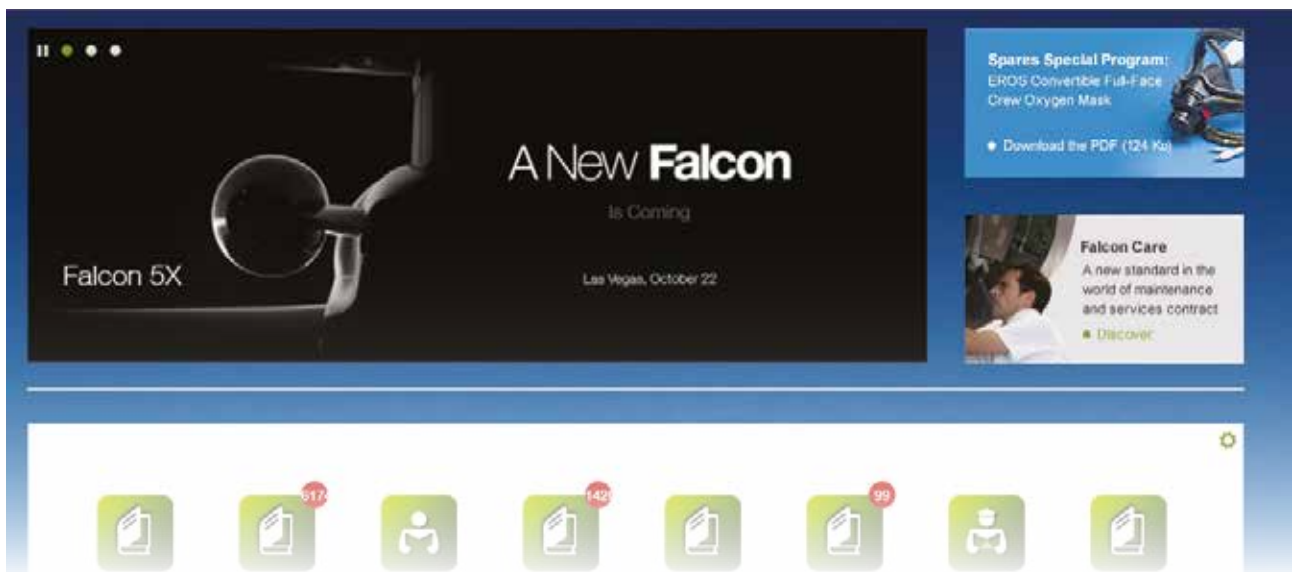 A New Falcon
Is Coming
Falcon 5X
Las Vegas, October 22
Spares Special Program:
EROS Convertible Full-Face
Crew Oxygen Mask
Download the PDF (124 Ko)
Falcon Care
A new standard in the
world of maintenance
and services contract
Discover
99